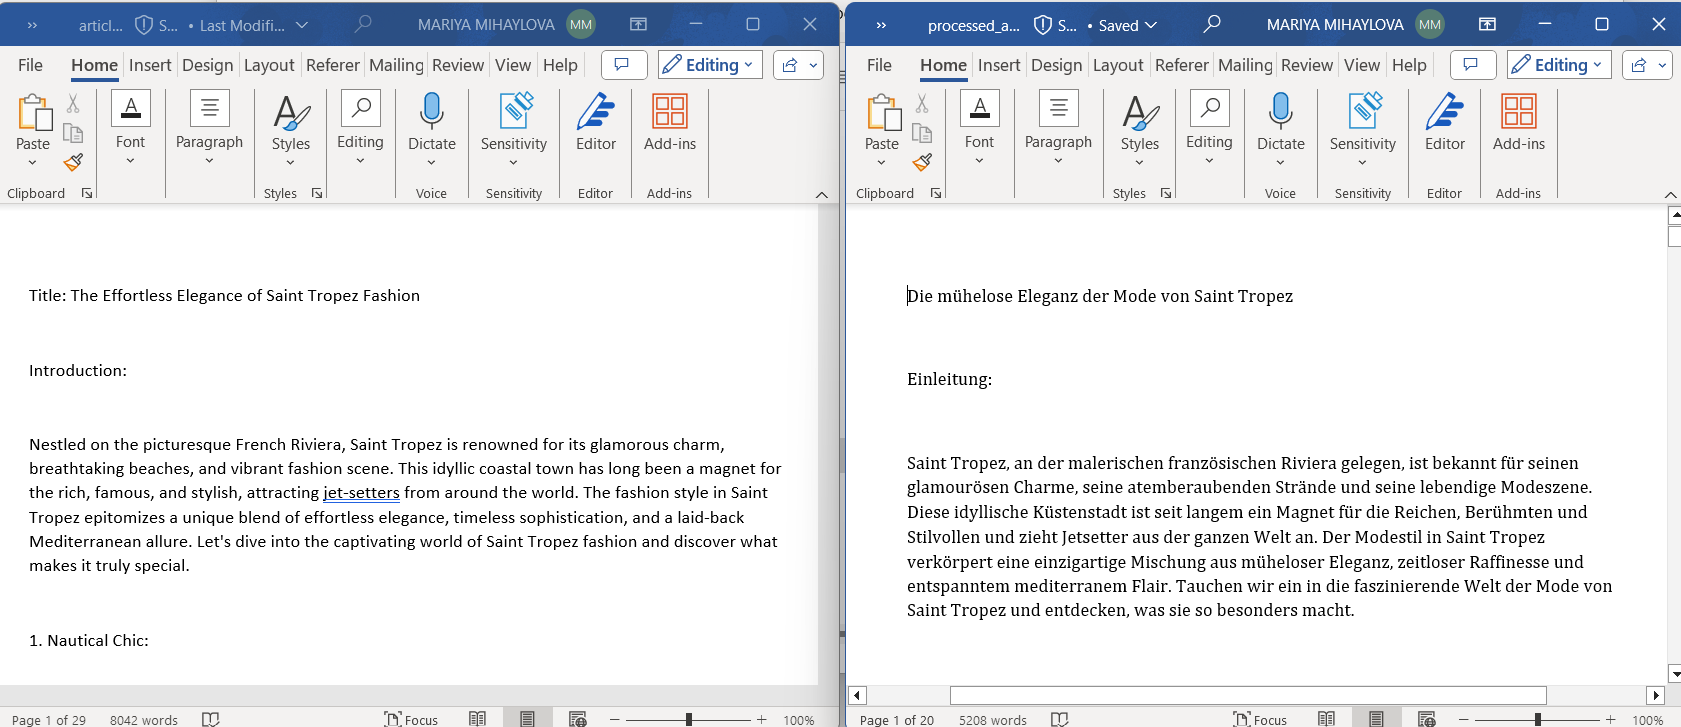 articl... S... • Last Modifi... MARIYA MIHAYLOVA MM
File Home Insert Design Layout Referer Mailing Review View Help Editing
Paste Font Paragraph Styles Editing Dictate Sensitivity Editor Add-ins
Clipboard Styles Voice Sensitivity Editor Add-ins
Title: The Effortless Elegance of Saint Tropez Fashion
Introduction:
Nestled on the picturesque French Riviera, Saint Tropez is renowned for its glamorous charm,
breathtaking beaches, and vibrant fashion scene. This idyllic coastal town has long been a magnet for
the rich, famous, and stylish, attracting jet-setters from around the world. The fashion style in Saint
Tropez epitomizes a unique blend of effortless elegance, timeless sophistication, and a laid-back
Mediterranean allure. Let's dive into the captivating world of Saint Tropez fashion and discover what
makes it truly special.
1. Nautical Chic:
Page 1 of 29 8042 words Focus 100%
processed_a... S... • Saved MARIYA MIHAYLOVA MM
File Home Insert Design Layout Referer Mailing Review View Help Editing
Paste Font Paragraph Styles Editing Dictate Sensitivity Editor Add-ins
Clipboard Styles Voice Sensitivity Editor Add-ins
Die mühelose Eleganz der Mode von Saint Tropez
Einleitung:
Saint Tropez, an der malerischen französischen Riviera gelegen, ist bekannt für seinen
glamourösen Charme, seine atemberaubenden Strände und seine lebendige Modeszene.
Diese idyllische Küstenstadt ist seit langem ein Magnet für die Reichen, Berühmten und
Stilvollen und zieht Jetsetter aus der ganzen Welt an. Der Modestil in Saint Tropez
verkörpert eine einzigartige Mischung aus müheloser Eleganz, zeitloser Raffinesse und
entspanntem mediterranem Flair. Tauchen wir ein in die faszinierende Welt der Mode von
Saint Tropez und entdecken, was sie so besonders macht.
Page 1 of 20 5208 words Focus 100%